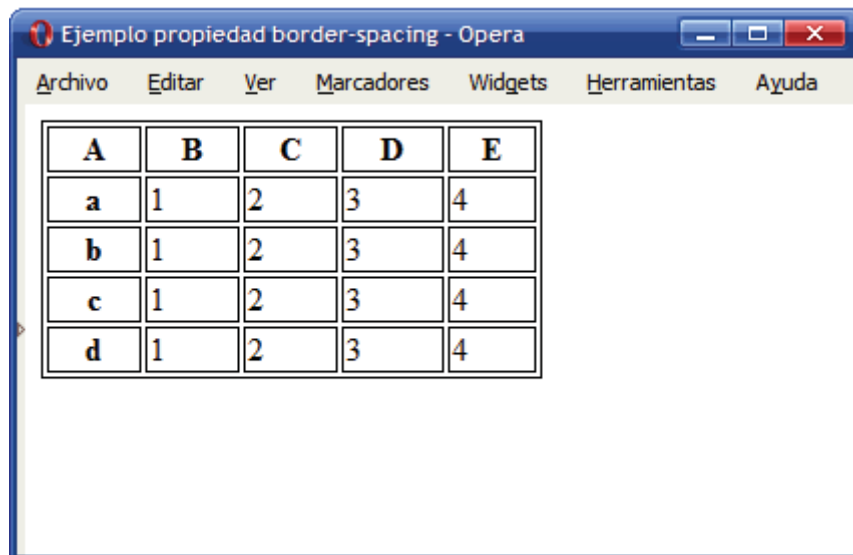 Ejemplo propiedad border-spacing - Opera
Archivo Editar Ver Marcadores Widgets Herramientas Ayuda
A B C D E
a 1 2 3 4
b 1 2 3 4
c 1 2 3 4
d 1 2 3 4